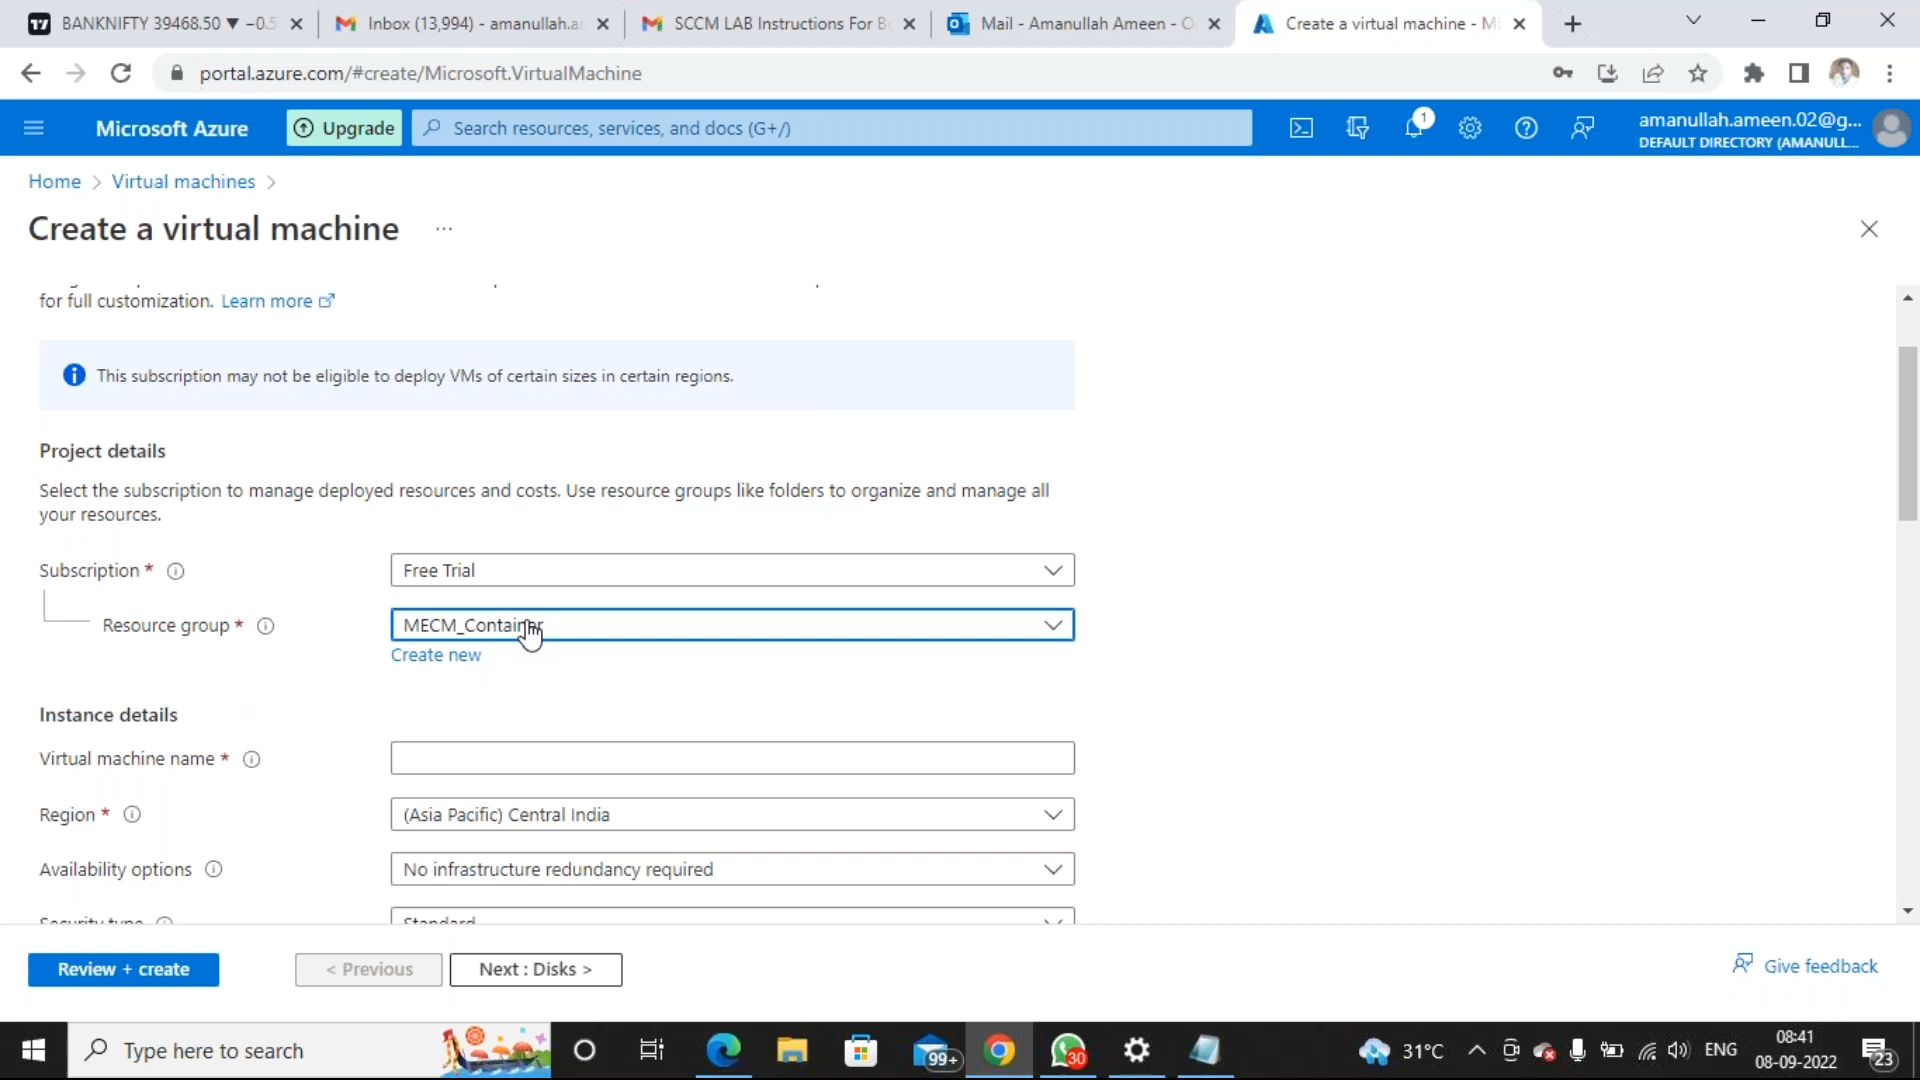 BANKNIFTY 39468.50 ▼ −0.5
Inbox (13,994) - amanullah.a
SCCM LAB Instructions For B
Mail - Amanullah Ameen - O
Create a virtual machine - M
portal.azure.com/#create/Microsoft.VirtualMachine
Microsoft Azure
Upgrade
Search resources, services, and docs (G+/)
1
amanullah.ameen.02@g...
DEFAULT DIRECTORY (AMANULL...
Home > Virtual machines >
Create a virtual machine ...
for full customization. Learn more
This subscription may not be eligible to deploy VMs of certain sizes in certain regions.
Project details
Select the subscription to manage deployed resources and costs. Use resource groups like folders to organize and manage all
your resources.
Subscription *
Free Trial
Resource group *
MECM_Container
Create new
Instance details
Virtual machine name *
Region *
(Asia Pacific) Central India
Availability options
No infrastructure redundancy required
Security type
Standard
Review + create
< Previous
Next : Disks >
Give feedback
Type here to search
99+
30
31°C
ENG
08:41
08-09-2022
23